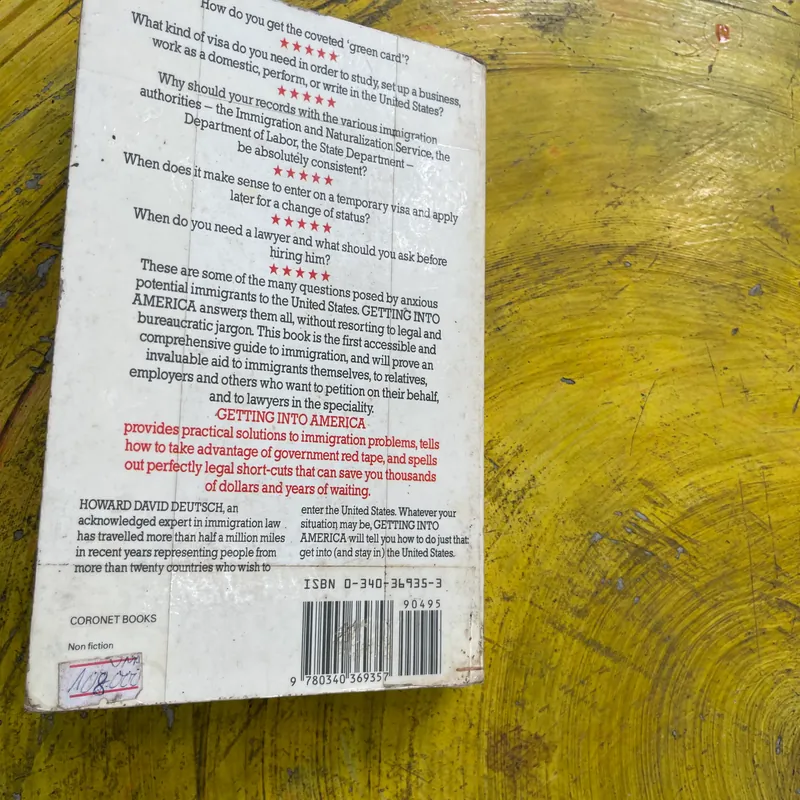 How do you get the coveted 'green card'?
★★★★★
What kind of visa do you need in order to study, set up a business,
work as a domestic, perform, or write in the United States?
★★★★★
Why should your records with the various immigration
authorities – the Immigration and Naturalization Service, the
Department of Labor, the State Department –
be absolutely consistent?
★★★★★
When does it make sense to enter on a temporary visa and apply
later for a change of status?
★★★★★
When do you need a lawyer and what should you ask before
hiring him?
★★★★★
These are some of the many questions posed by anxious
potential immigrants to the United States. GETTING INTO
AMERICA answers them all, without resorting to legal and
bureaucratic jargon. This book is the first accessible and
comprehensive guide to immigration, and will prove an
invaluable aid to immigrants themselves, to relatives,
employers and others who want to petition on their behalf,
and to lawyers in the speciality.
GETTING INTO AMERICA
provides practical solutions to immigration problems, tells
how to take advantage of government red tape, and spells
out perfectly legal short-cuts that can save you thousands
of dollars and years of waiting.
HOWARD DAVID DEUTSCH, an
acknowledged expert in immigration law
has travelled more than half a million miles
in recent years representing people from
more than twenty countries who wish to
enter the United States. Whatever your
situation may be, GETTING INTO
AMERICA will tell you how to do just that:
get into (and stay in) the United States.
ISBN 0-340-36935-3
90495
9 780340 369357
CORONET BOOKS
Non fiction